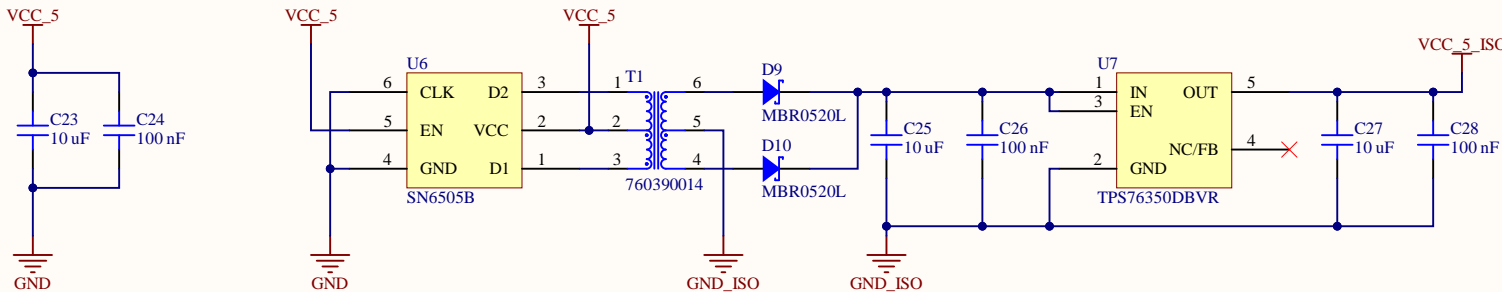 VCC_5
C23
10 uF
C24
100 nF
GND
VCC_5
U6
6
CLK
D2
3
5
EN
VCC
2
4
GND
D1
1
SN6505B
GND
VCC_5
T1
1
2
3
6
5
4
760390014
GND_ISO
D9
MBR0520L
D10
MBR0520L
C25
10 uF
C26
100 nF
GND_ISO
U7
1
IN
OUT
5
3
EN
NC/FB
4
2
GND
TPS76350DBVR
VCC_5_ISO
C27
10 uF
C28
100 nF